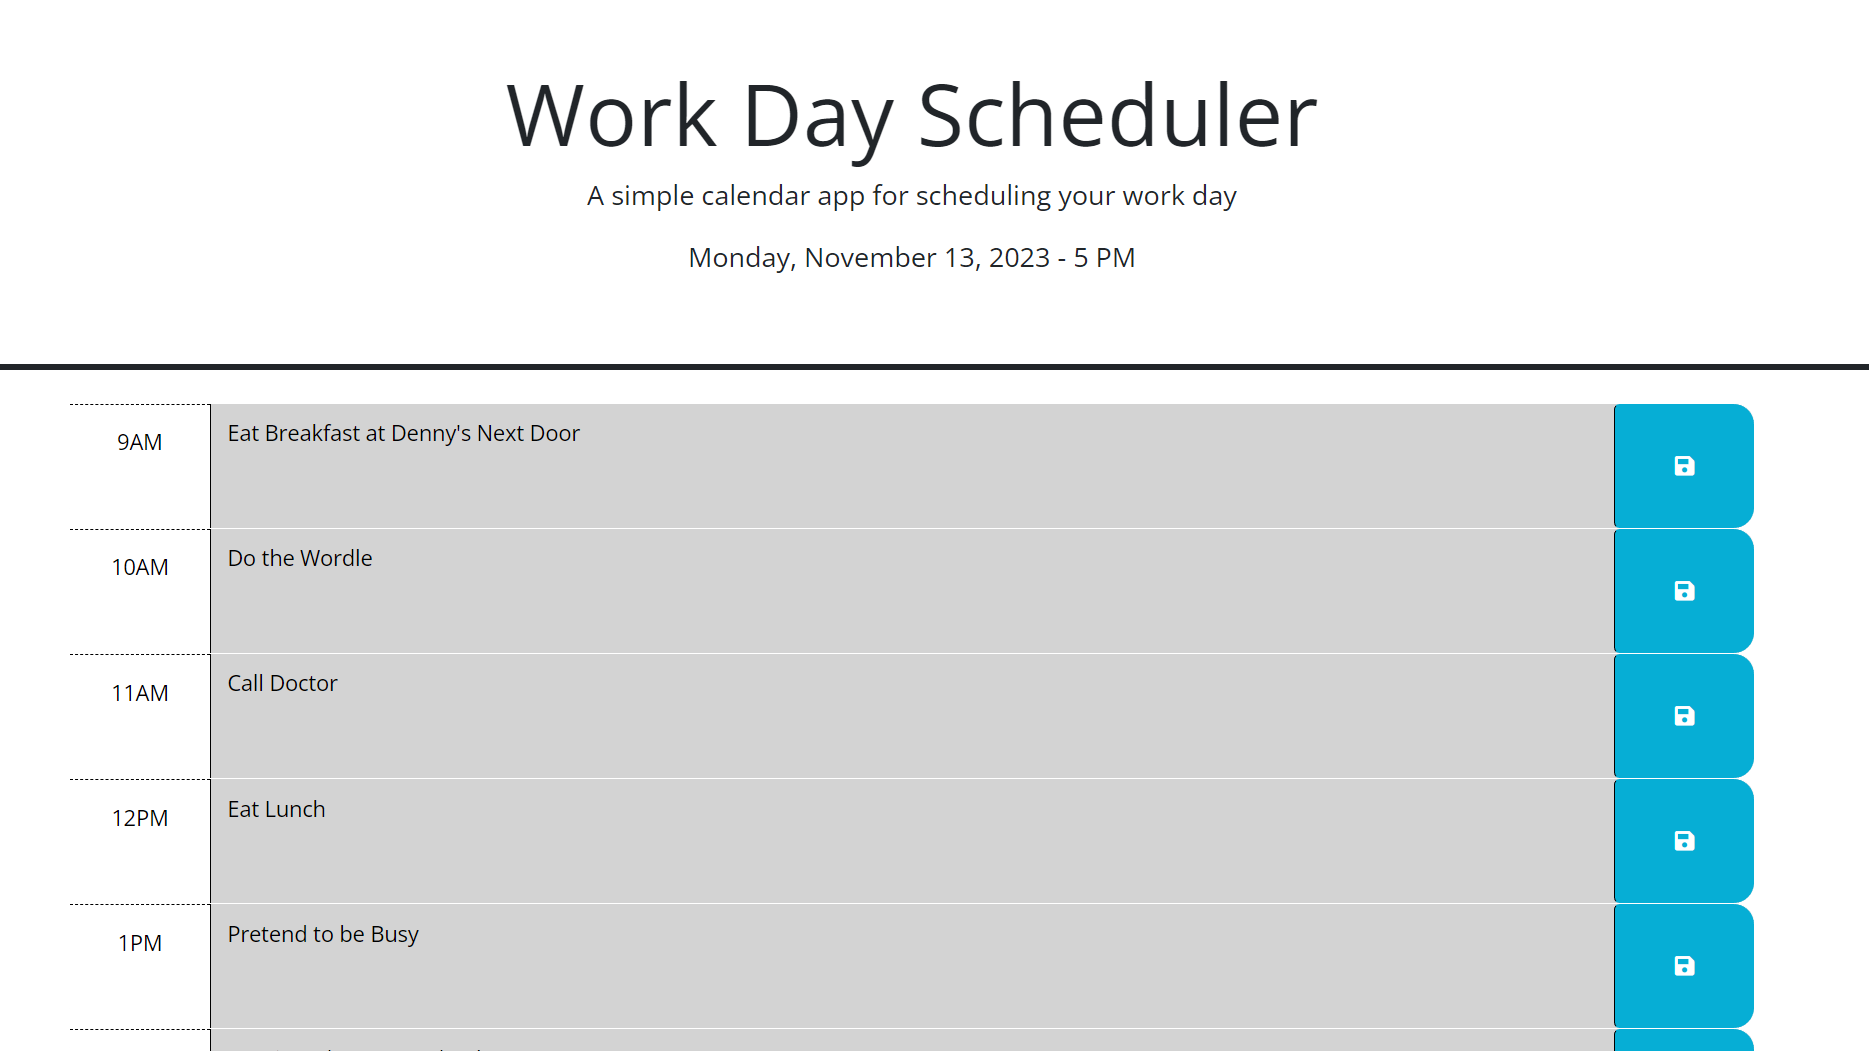 Work Day Scheduler
A simple calendar app for scheduling your work day
Monday, November 13, 2023 - 5 PM
9AM
Eat Breakfast at Denny's Next Door
10AM
Do the Wordle
11AM
Call Doctor
12PM
Eat Lunch
1PM
Pretend to be Busy